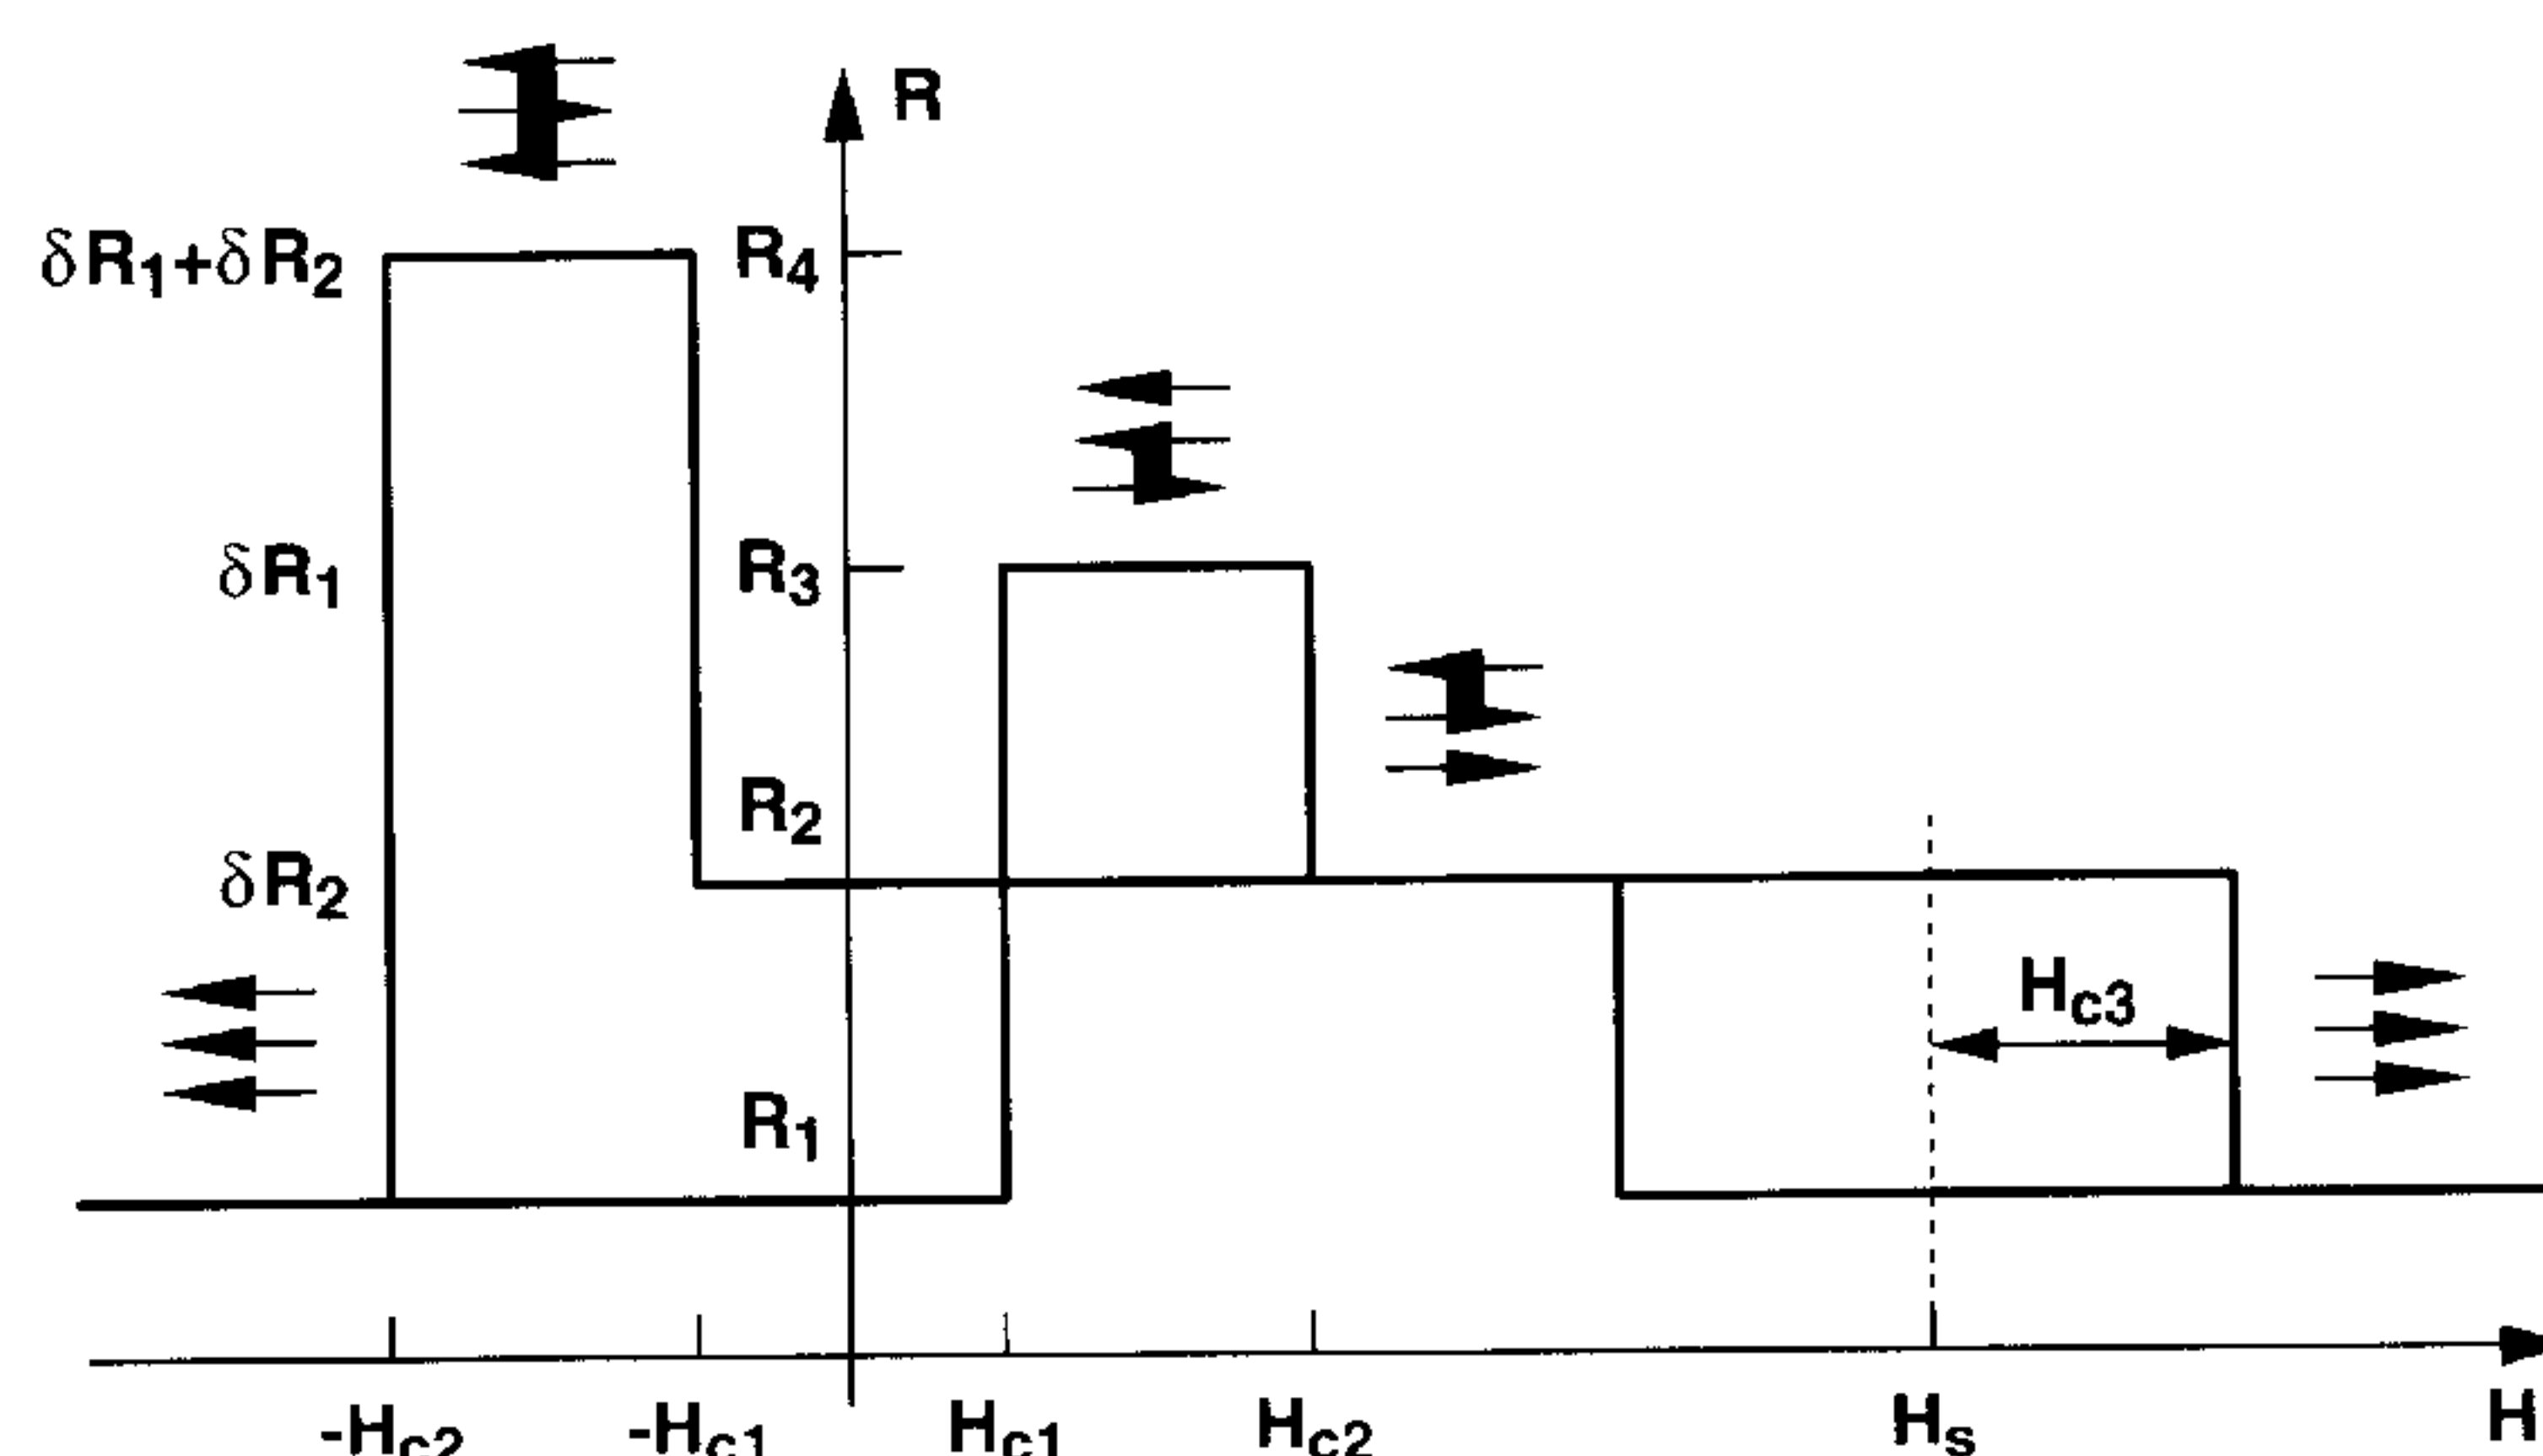 R
δR₁+δR₂
R₄
δR₁
R₃
R₂
δR₂
Hc3
R₁
-Hc2
-Hc1
Hc1
Hc2
Hs
H